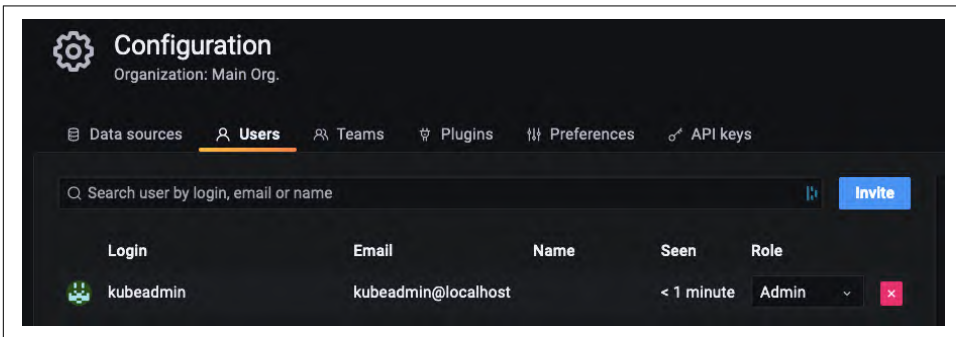 Configuration
Organization: Main Org.
Data sources Users Teams Plugins Preferences API keys
Search user by login, email or name Invite
Login Email Name Seen Role
kubeadmin kubeadmin@localhost < 1 minute Admin